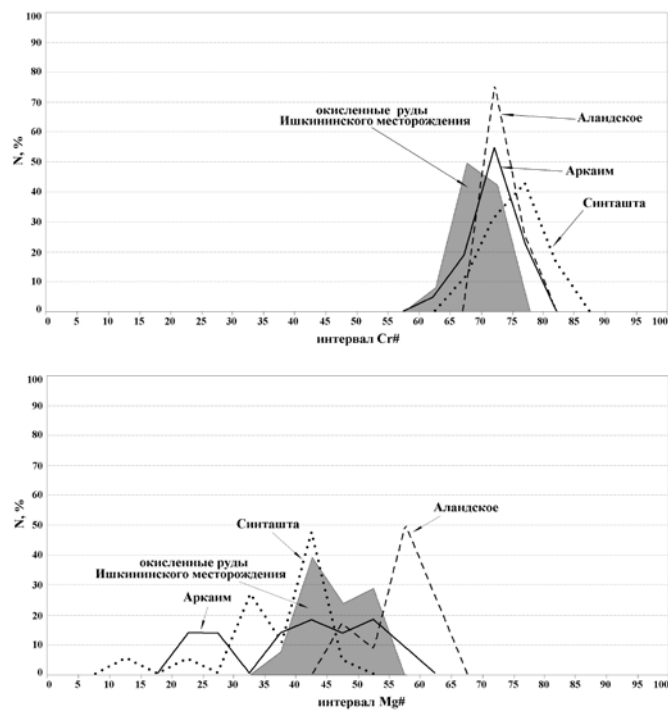 100
90
80
70
60
50
40
30
20
10
0
N, %
окисленные руды
Ишкининского месторождения
Аландское
Аркаим
Синташта
0 5 10 15 20 25 30 35 40 45 50 55 60 65 70 75 80 85 90 95 100
интервал Cr#
100
90
80
70
60
50
40
30
20
10
0
N, %
Синташта
Аландское
окисленные руды
Ишкининского месторождения
Аркаим
0 5 10 15 20 25 30 35 40 45 50 55 60 65 70 75 80 85 90 95 100
интервал Mg#